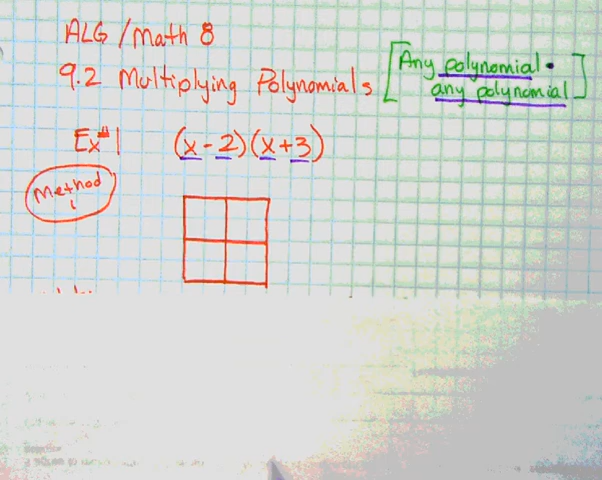 ALG / Math 8
9.2 Multiplying Polynomials
[Any polynomial •
any polynomial]
Ex#1 (x - 2)(x + 3)
Method
1